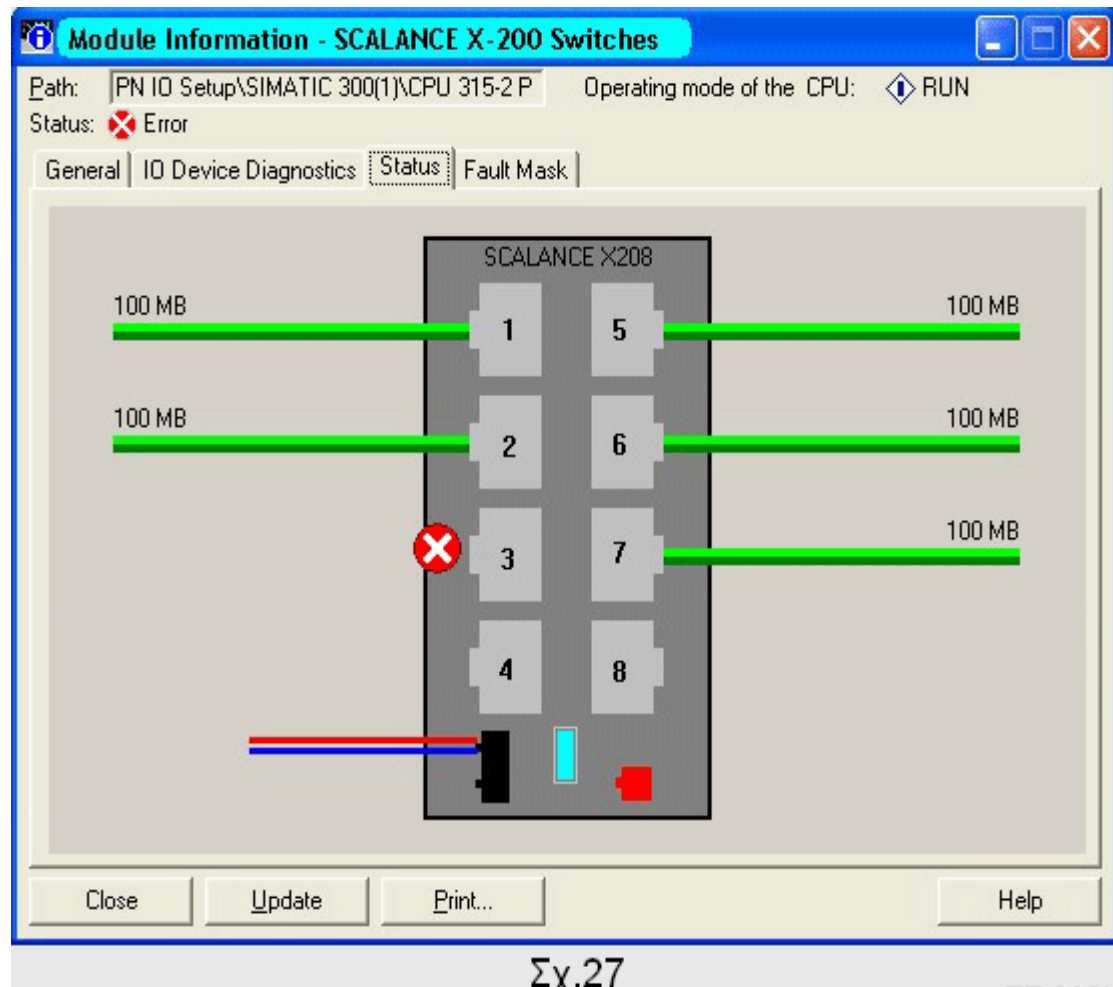 Module Information - SCALANCE X-200 Switches
Path: PN IO Setup\SIMATIC 300(1)\CPU 315-2 P Operating mode of the CPU: RUN
Status: Error
General IO Device Diagnostics Status Fault Mask
SCALANCE X208
100 MB 1 5 100 MB
100 MB 2 6 100 MB
3 7 100 MB
4 8
Close Update Print... Help
Σχ.27